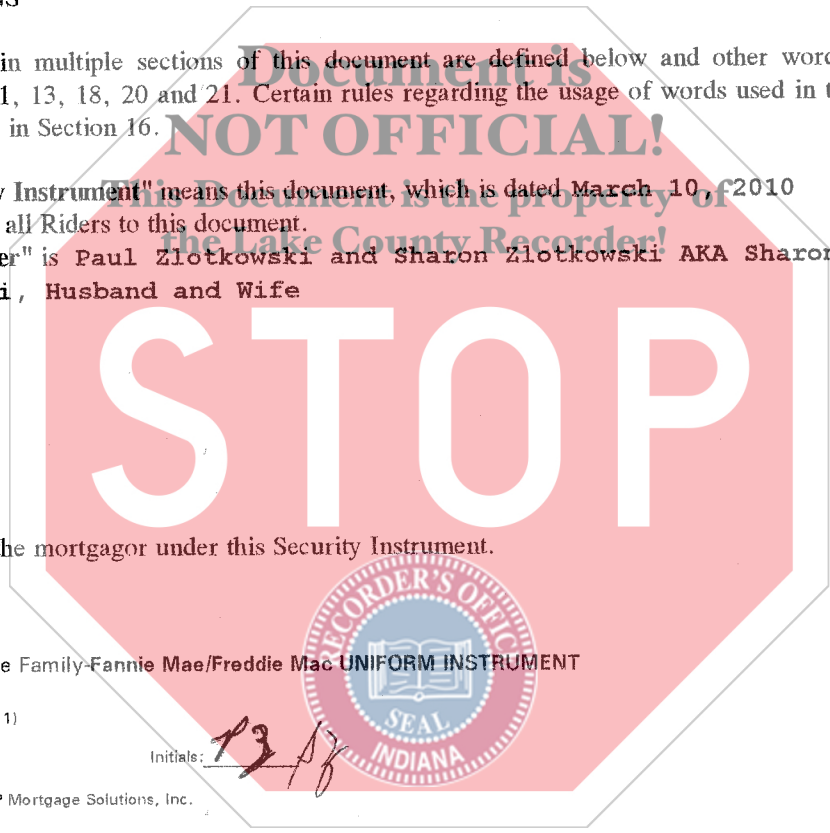 in multiple sections of this document are defined below and other
Document is
1, 13, 18, 20 and 21. Certain rules regarding the usage of words used in
in Section 16.
NOT OFFICIAL!
Instrument" means this document, which is dated March 10, 2010
This Document is the property of
all Riders to this document.
the Lake County Recorder!
er" is Paul Zlotkowski and Sharon Zlotkowski AKA Sharon
i, Husband and Wife
STOP
he mortgagor under this Security Instrument.
RECORDER'S OFFICE
e Family-Fannie Mae/Freddie Mac UNIFORM INSTRUMENT
1)
SEAL
INDIANA
Initials: PZ SZ
Mortgage Solutions, Inc.